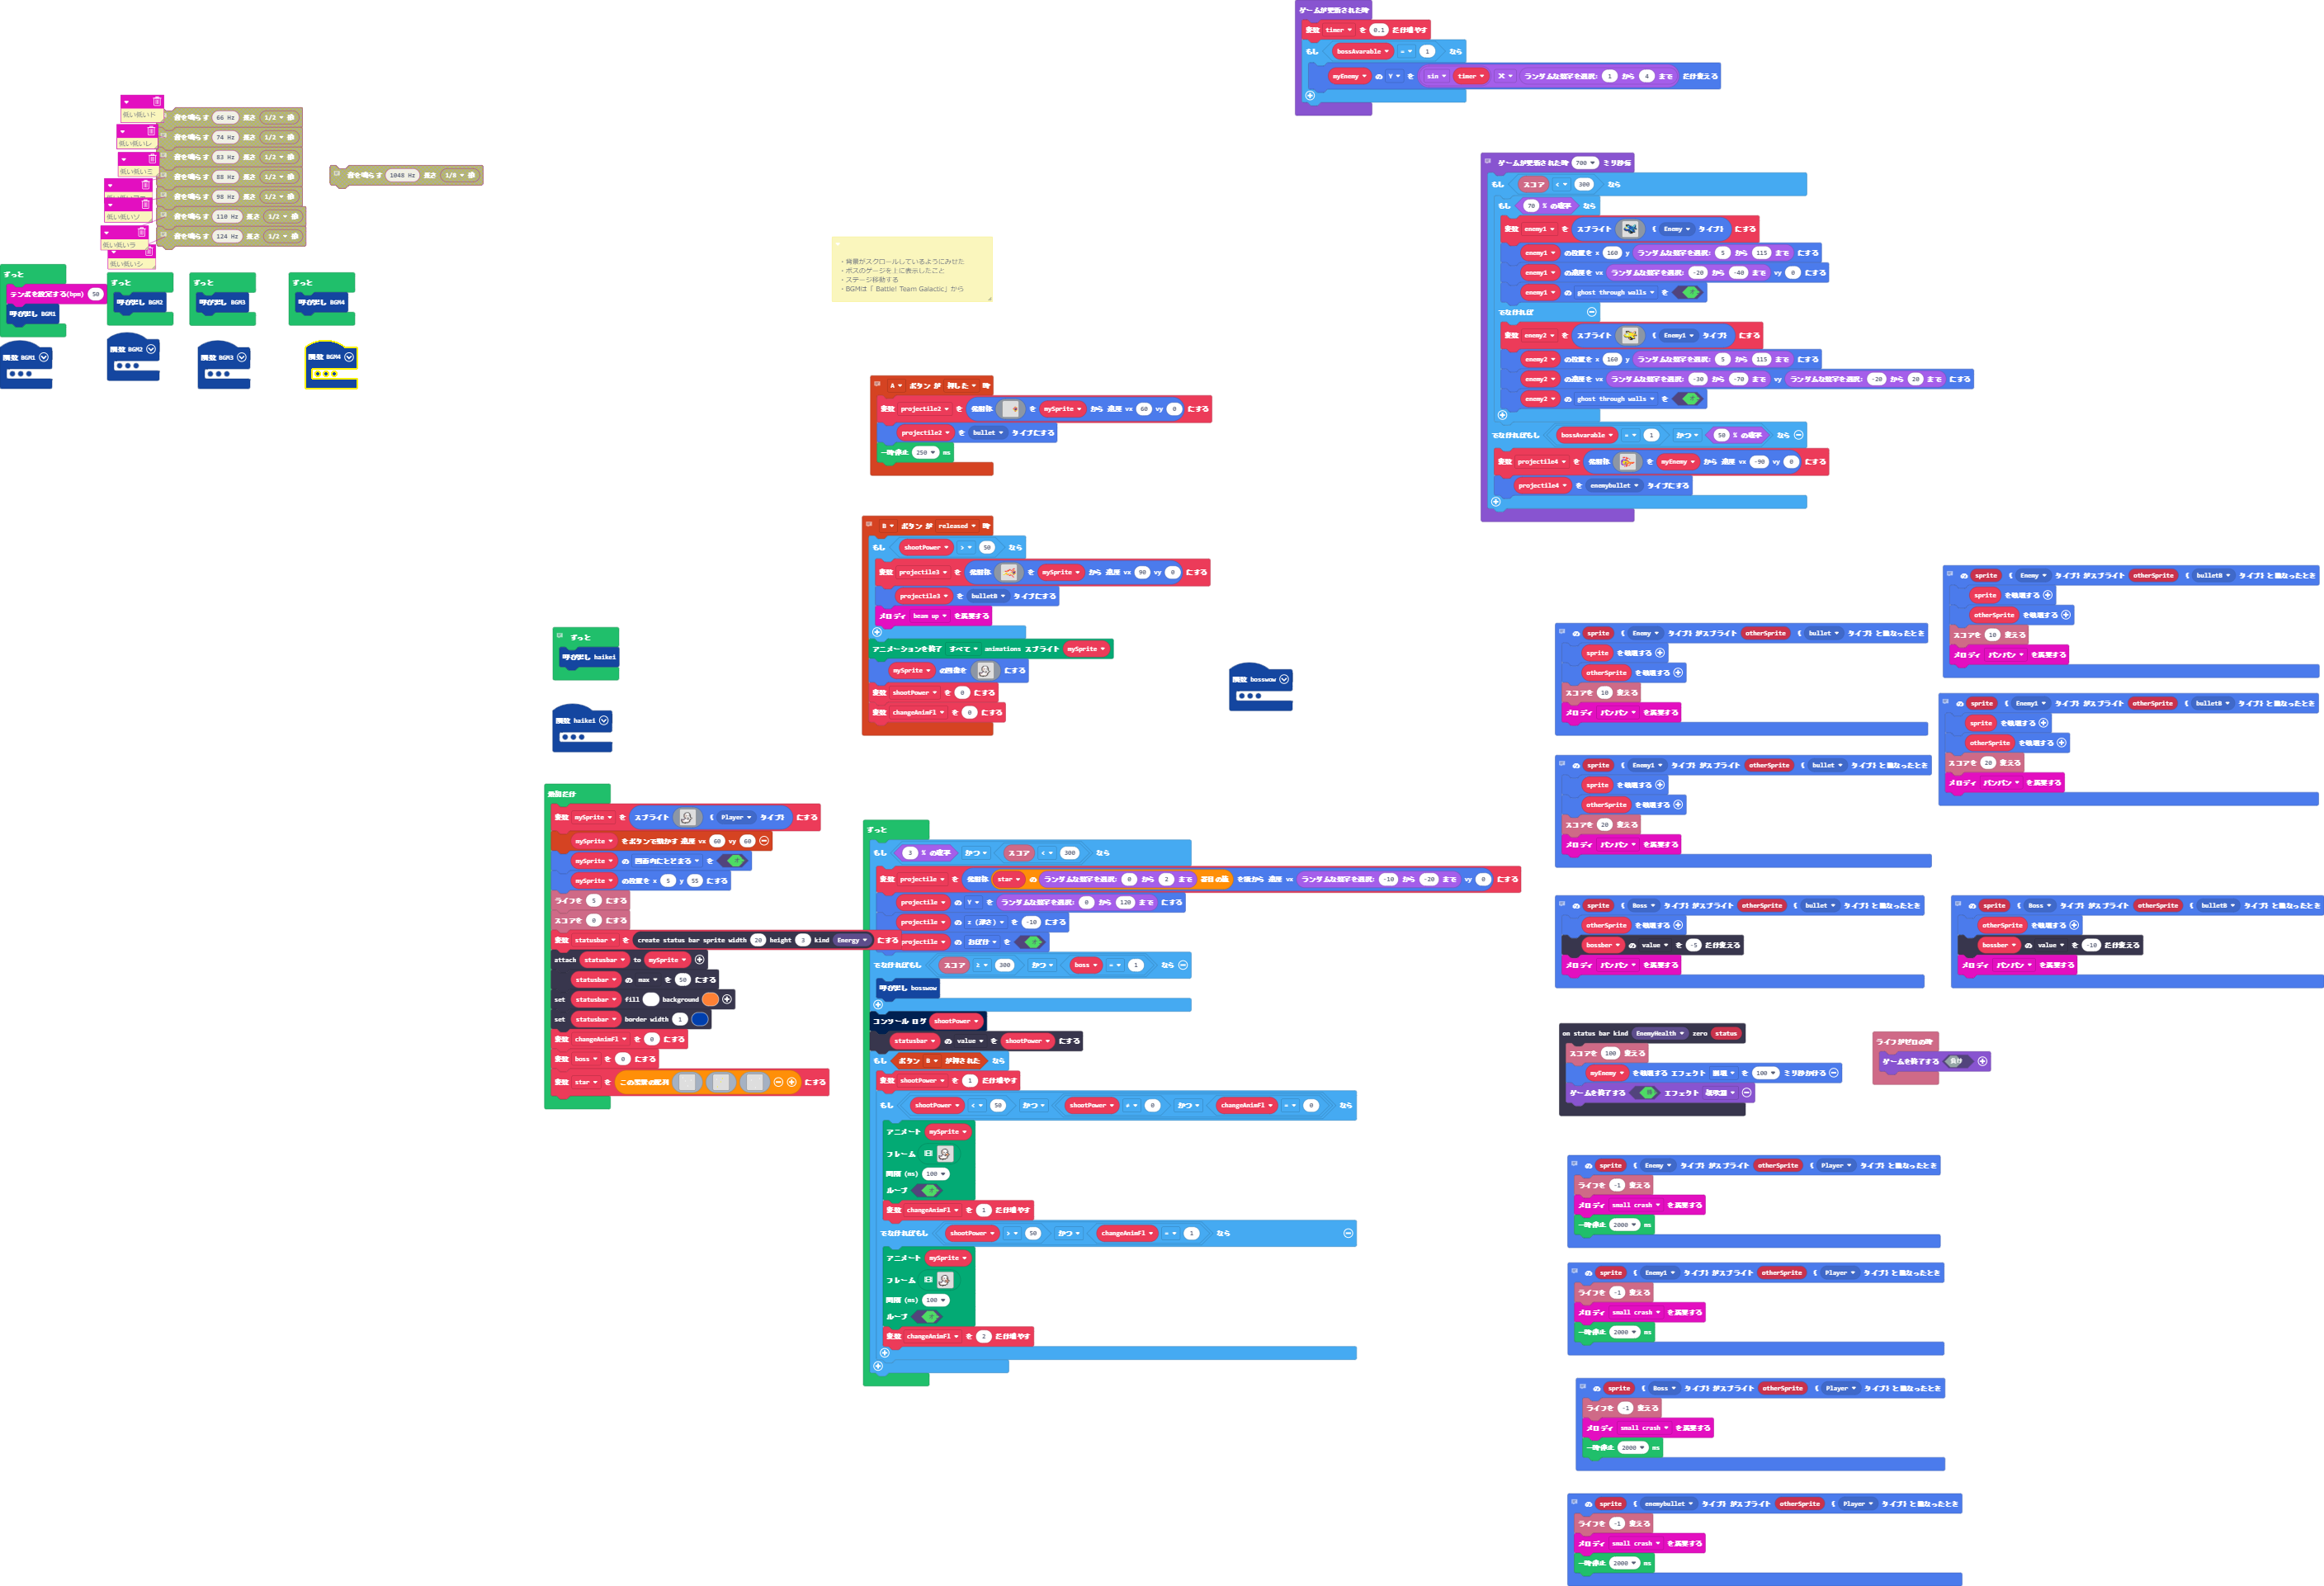 ゲームが更新された時
変数 timer を 0.1 だけ増やす
もし bossAvarable = 1 なら
myEnemy の Y を sin timer × ランダムな数字を選択: 1 から 4 まで だけ変える
低い低いド
音を鳴らす 66 Hz 長さ 1/2 拍
低い低いレ
音を鳴らす 74 Hz 長さ 1/2 拍
低い低いミ
音を鳴らす 83 Hz 長さ 1/2 拍
音を鳴らす 88 Hz 長さ 1/2 拍
音を鳴らす 98 Hz 長さ 1/2 拍
低い低いソ
音を鳴らす 110 Hz 長さ 1/2 拍
低い低いラ
音を鳴らす 124 Hz 長さ 1/2 拍
低い低いシ
音を鳴らす 1048 Hz 長さ 1/8 拍
ずっと
テンポを設定する(bpm) 50
呼び出し BGM1
ずっと
呼び出し BGM2
ずっと
呼び出し BGM3
ずっと
呼び出し BGM4
関数 BGM1
関数 BGM2
関数 BGM3
関数 BGM4
・背景がスクロールしているようにみせた
・ボスのゲージを上に表示したこと
・ステージ移動する
・BGMは「 Battle! Team Galactic」から
ゲームが更新された時 700 ミリ秒毎
もし スコア < 300 なら
もし 70 % の確率 なら
変数 enemy1 を スプライト ( Enemy タイプ) にする
enemy1 の位置を x 160 y ランダムな数字を選択: 5 から 115 まで にする
enemy1 の速度を vx ランダムな数字を選択: -20 から -40 まで vy 0 にする
enemy1 の ghost through walls を オ
でなければ
変数 enemy2 を スプライト ( Enemy1 タイプ) にする
enemy2 の位置を x 160 y ランダムな数字を選択: 5 から 115 まで にする
enemy2 の速度を vx ランダムな数字を選択: -30 から -70 まで vy ランダムな数字を選択: -20 から 20 まで にする
enemy2 の ghost through walls を オ
でなければもし bossAvarable = 1 かつ 50 % の確率 なら
変数 projectile4 を 発射体 を myEnemy から 速度 vx -90 vy 0 にする
projectile4 を enemybullet タイプにする
A ボタン が 押した 時
変数 projectile2 を 発射体 を mySprite から 速度 vx 60 vy 0 にする
projectile2 を bullet タイプにする
一時停止 250 ms
B ボタン が released 時
もし shootPower > 50 なら
変数 projectile3 を 発射体 を mySprite から 速度 vx 90 vy 0 にする
projectile3 を bulletB タイプにする
メロディ beam up を演奏する
アニメーションを終了 すべて animations スプライト mySprite
mySprite の画像を にする
変数 shootPower を 0 にする
変数 changeAnimFl を 0 にする
ずっと
呼び出し haikei
関数 haikei
関数 bosswow
最初だけ
変数 mySprite を スプライト ( Player タイプ) にする
mySprite をボタンで動かす 速度 vx 60 vy 60
mySprite の 画面内にとどまる を オ
mySprite の位置を x 5 y 55 にする
ライフを 5 にする
スコアを 0 にする
変数 statusbar を create status bar sprite width 20 height 3 kind Energy にする
attach statusbar to mySprite
statusbar の max を 50 にする
set statusbar fill background
set statusbar border width 1
変数 changeAnimFl を 0 にする
変数 boss を 0 にする
変数 star を この要素の配列 にする
ずっと
もし 3 % の確率 かつ スコア < 300 なら
変数 projectile を 発射体 star の ランダムな数字を選択: 0 から 2 まで 番目の値 を横から 速度 vx ランダムな数字を選択: -10 から -20 まで vy 0 にする
projectile の Y を ランダムな数字を選択: 0 から 120 まで にする
projectile の z (深さ) を -10 にする
projectile の おばけ を オ
でなければもし スコア ≥ 300 かつ boss = 1 なら
呼び出し bosswow
コンソール ログ shootPower
statusbar の value を shootPower にする
もし ボタン B が押された なら
変数 shootPower を 1 だけ増やす
もし shootPower < 50 かつ shootPower ≠ 0 かつ changeAnimFl = 0 なら
アニメート mySprite
フレーム
間隔 (ms) 100
ループ オ
変数 changeAnimFl を 1 だけ増やす
でなければもし shootPower > 50 かつ changeAnimFl = 1 なら
アニメート mySprite
フレーム
間隔 (ms) 100
ループ オ
変数 changeAnimFl を 2 だけ増やす
の sprite ( Enemy タイプ) がスプライト otherSprite ( bulletB タイプ) と重なったとき
sprite を破壊する
otherSprite を破壊する
スコアを 10 変える
メロディ バンバン を演奏する
の sprite ( Enemy タイプ) がスプライト otherSprite ( bullet タイプ) と重なったとき
sprite を破壊する
otherSprite を破壊する
スコアを 10 変える
メロディ バンバン を演奏する
の sprite ( Enemy1 タイプ) がスプライト otherSprite ( bulletB タイプ) と重なったとき
sprite を破壊する
otherSprite を破壊する
スコアを 20 変える
メロディ バンバン を演奏する
の sprite ( Enemy1 タイプ) がスプライト otherSprite ( bullet タイプ) と重なったとき
sprite を破壊する
otherSprite を破壊する
スコアを 20 変える
メロディ バンバン を演奏する
の sprite ( Boss タイプ) がスプライト otherSprite ( bullet タイプ) と重なったとき
otherSprite を破壊する
bossber の value を -5 だけ変える
メロディ バンバン を演奏する
の sprite ( Boss タイプ) がスプライト otherSprite ( bulletB タイプ) と重なったとき
otherSprite を破壊する
bossber の value を -10 だけ変える
メロディ バンバン を演奏する
on status bar kind EnemyHealth zero status
スコアを 100 変える
myEnemy を破壊する エフェクト 崩壊 を 100 ミリ秒かける
ゲームを終了する エフェクト 紙吹雪
ライフがゼロの時
ゲームを終了する 負け
の sprite ( Enemy タイプ) がスプライト otherSprite ( Player タイプ) と重なったとき
ライフを -1 変える
メロディ small crash を演奏する
一時停止 2000 ms
の sprite ( Enemy1 タイプ) がスプライト otherSprite ( Player タイプ) と重なったとき
ライフを -1 変える
メロディ small crash を演奏する
一時停止 2000 ms
の sprite ( Boss タイプ) がスプライト otherSprite ( Player タイプ) と重なったとき
ライフを -1 変える
メロディ small crash を演奏する
一時停止 2000 ms
の sprite ( enemybullet タイプ) がスプライト otherSprite ( Player タイプ) と重なったとき
ライフを -1 変える
メロディ small crash を演奏する
一時停止 2000 ms